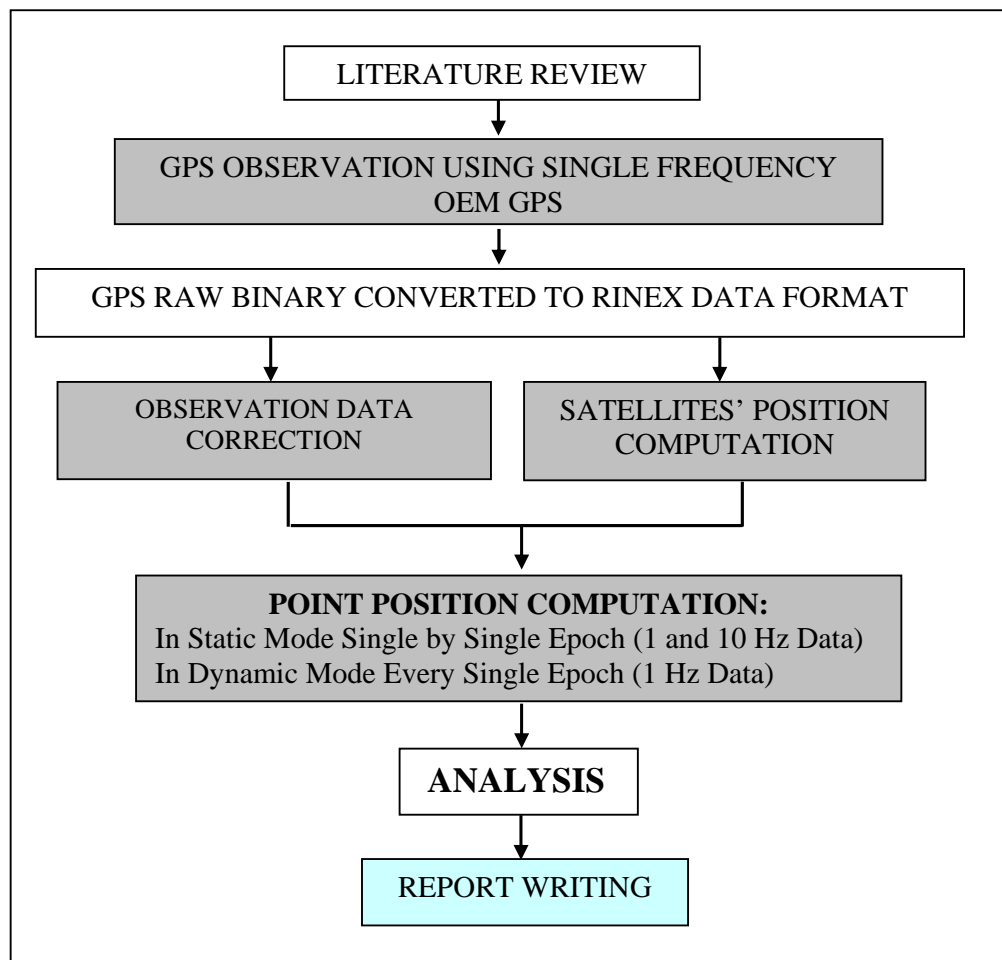 LITERATURE REVIEW
GPS OBSERVATION USING SINGLE FREQUENCY
OEM GPS
GPS RAW BINARY CONVERTED TO RINEX DATA FORMAT
OBSERVATION DATA
CORRECTION
SATELLITES’ POSITION
COMPUTATION
POINT POSITION COMPUTATION:
In Static Mode Single by Single Epoch (1 and 10 Hz Data)
In Dynamic Mode Every Single Epoch (1 Hz Data)
ANALYSIS
REPORT WRITING